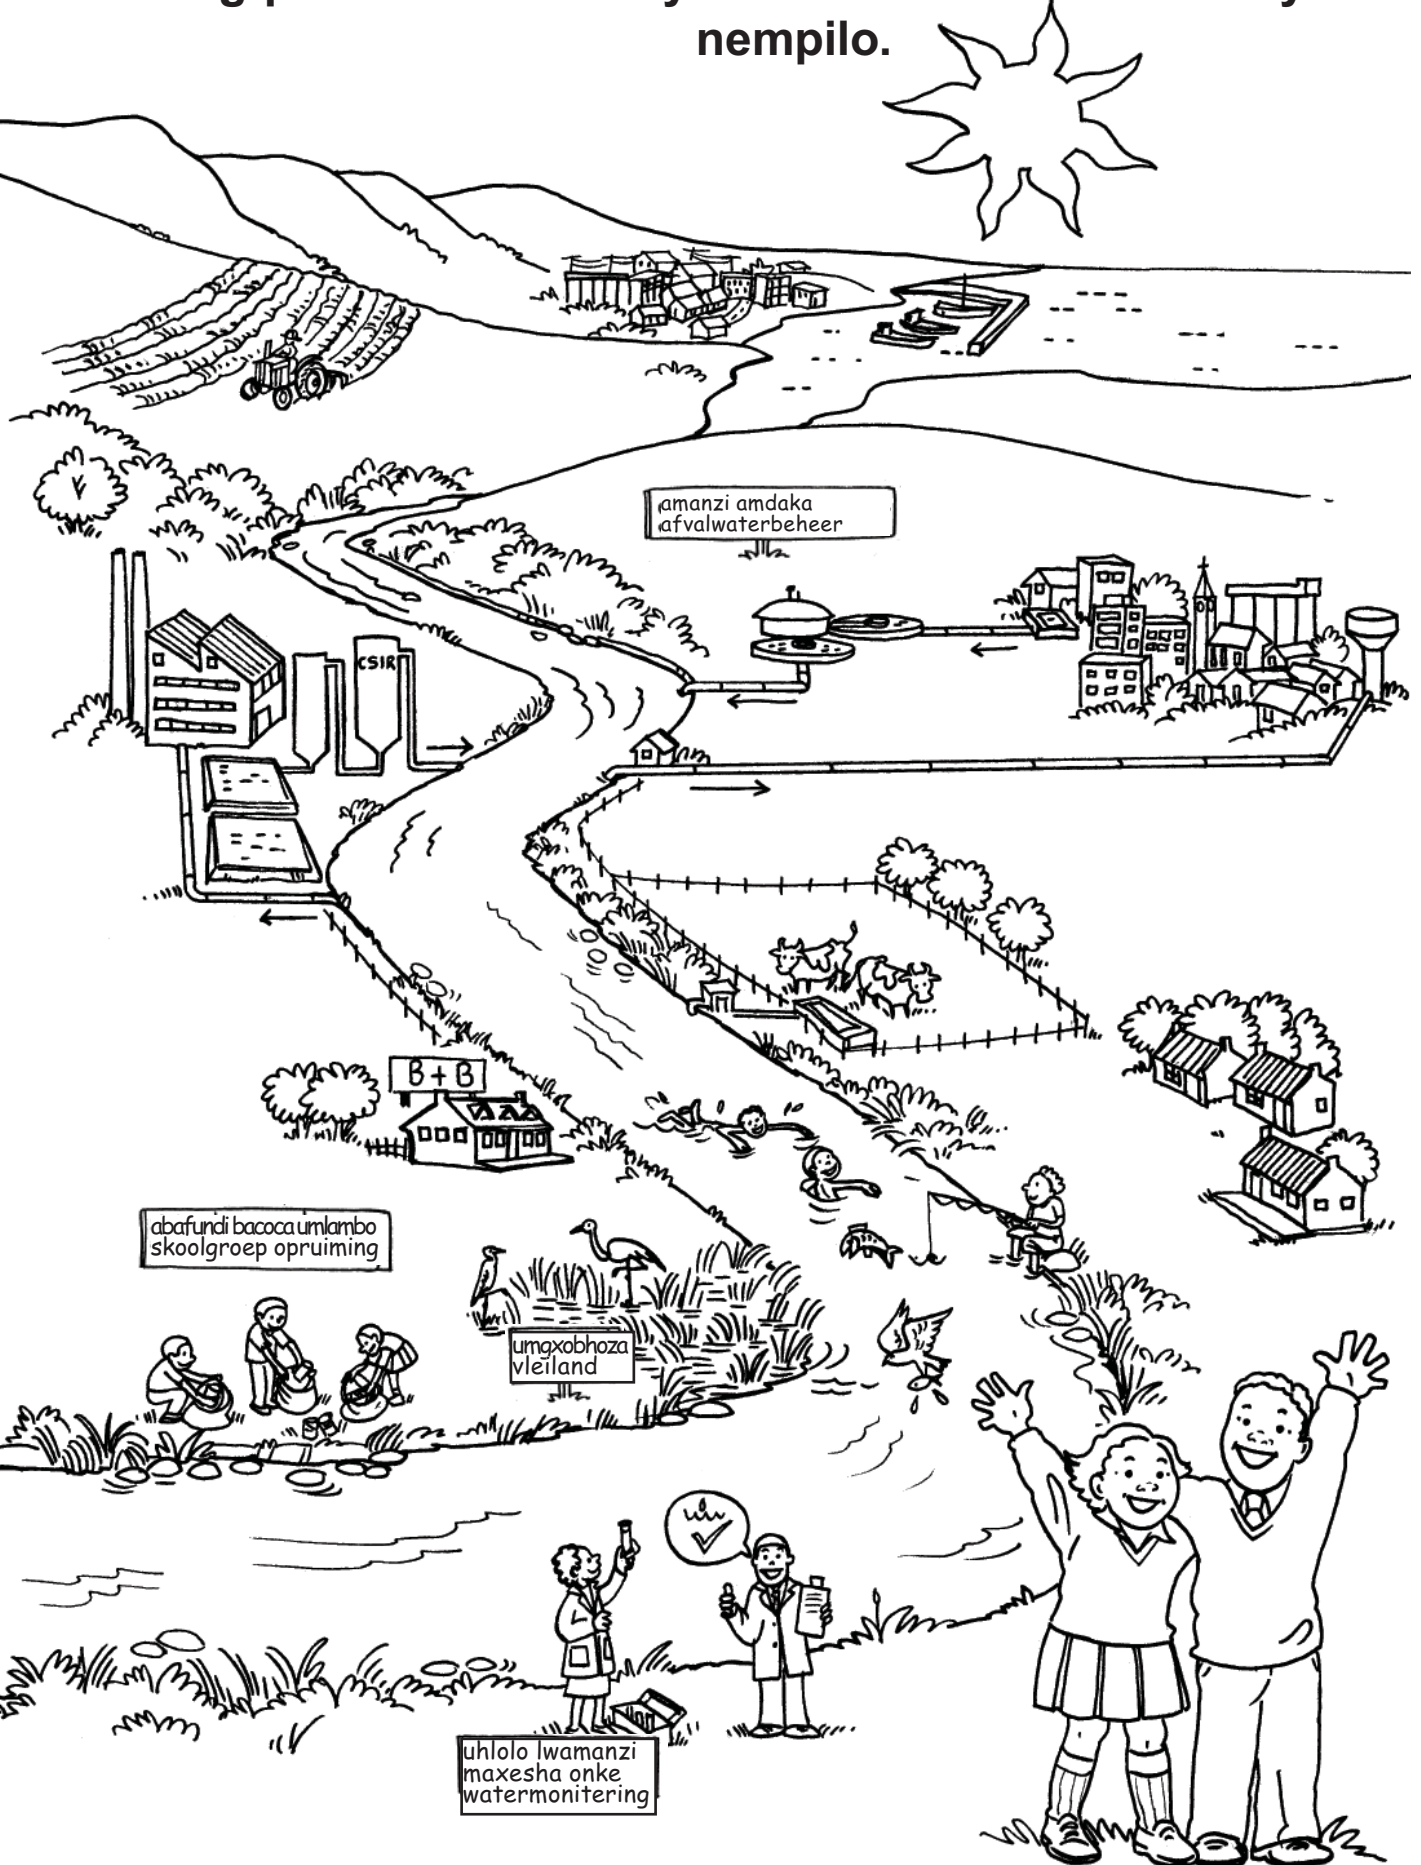 nempilo.
amanzi amdaka
afvalwaterbeheer
CSIR
B + B
abafundi bacoca umlambo
skoolgroep opruiming
umgxobhoza
vleiland
uhlolo lwamanzi
maxesha onke
watermonitering